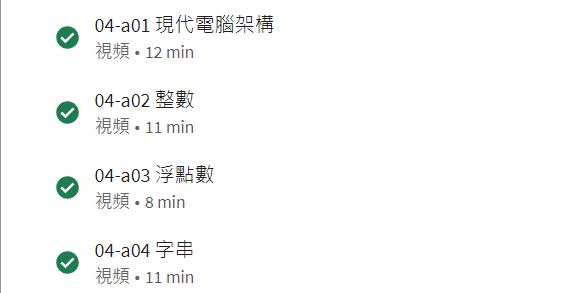 04-a01 現代電腦架構
視頻 • 12 min
04-a02 整數
視頻 • 11 min
04-a03 浮點數
視頻 • 8 min
04-a04 字串
視頻 • 11 min